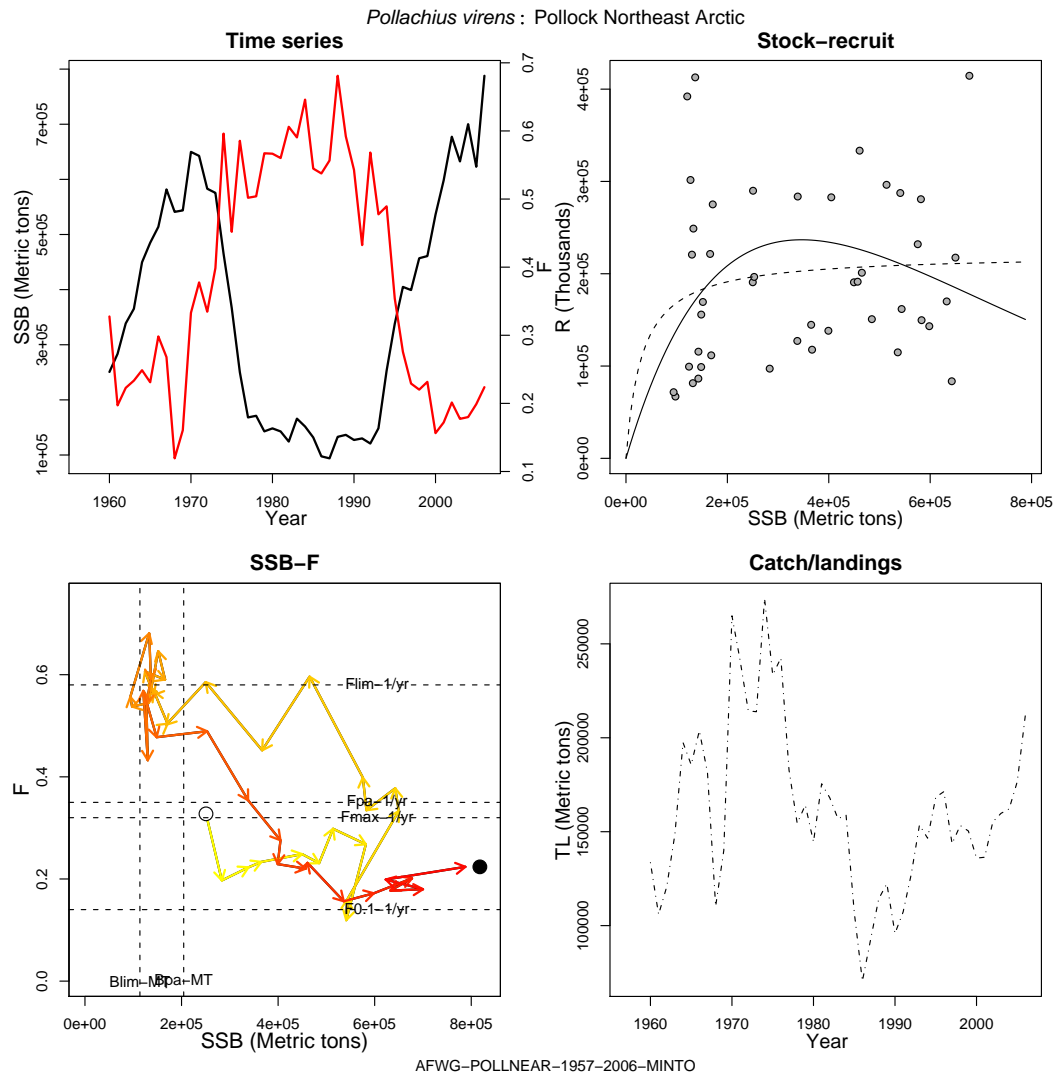 Pollachius virens : Pollock Northeast Arctic
Time series
SSB (Metric tons)
1e+05
3e+05
5e+05
7e+05
F
0.1
0.2
0.3
0.4
0.5
0.6
0.7
1960
1970
1980
1990
2000
Year
Stock−recruit
R (Thousands)
0e+00
1e+05
2e+05
3e+05
4e+05
0e+00
2e+05
4e+05
6e+05
8e+05
SSB (Metric tons)
SSB−F
F
0.0
0.2
0.4
0.6
Flim−1/yr
Fpa−1/yr
Fmax−1/yr
F0.1−1/yr
Blim−MT
Bpa−MT
0e+00
2e+05
4e+05
6e+05
8e+05
SSB (Metric tons)
Catch/landings
TL (Metric tons)
100000
150000
200000
250000
1960
1970
1980
1990
2000
Year
AFWG−POLLNEAR−1957−2006−MINTO